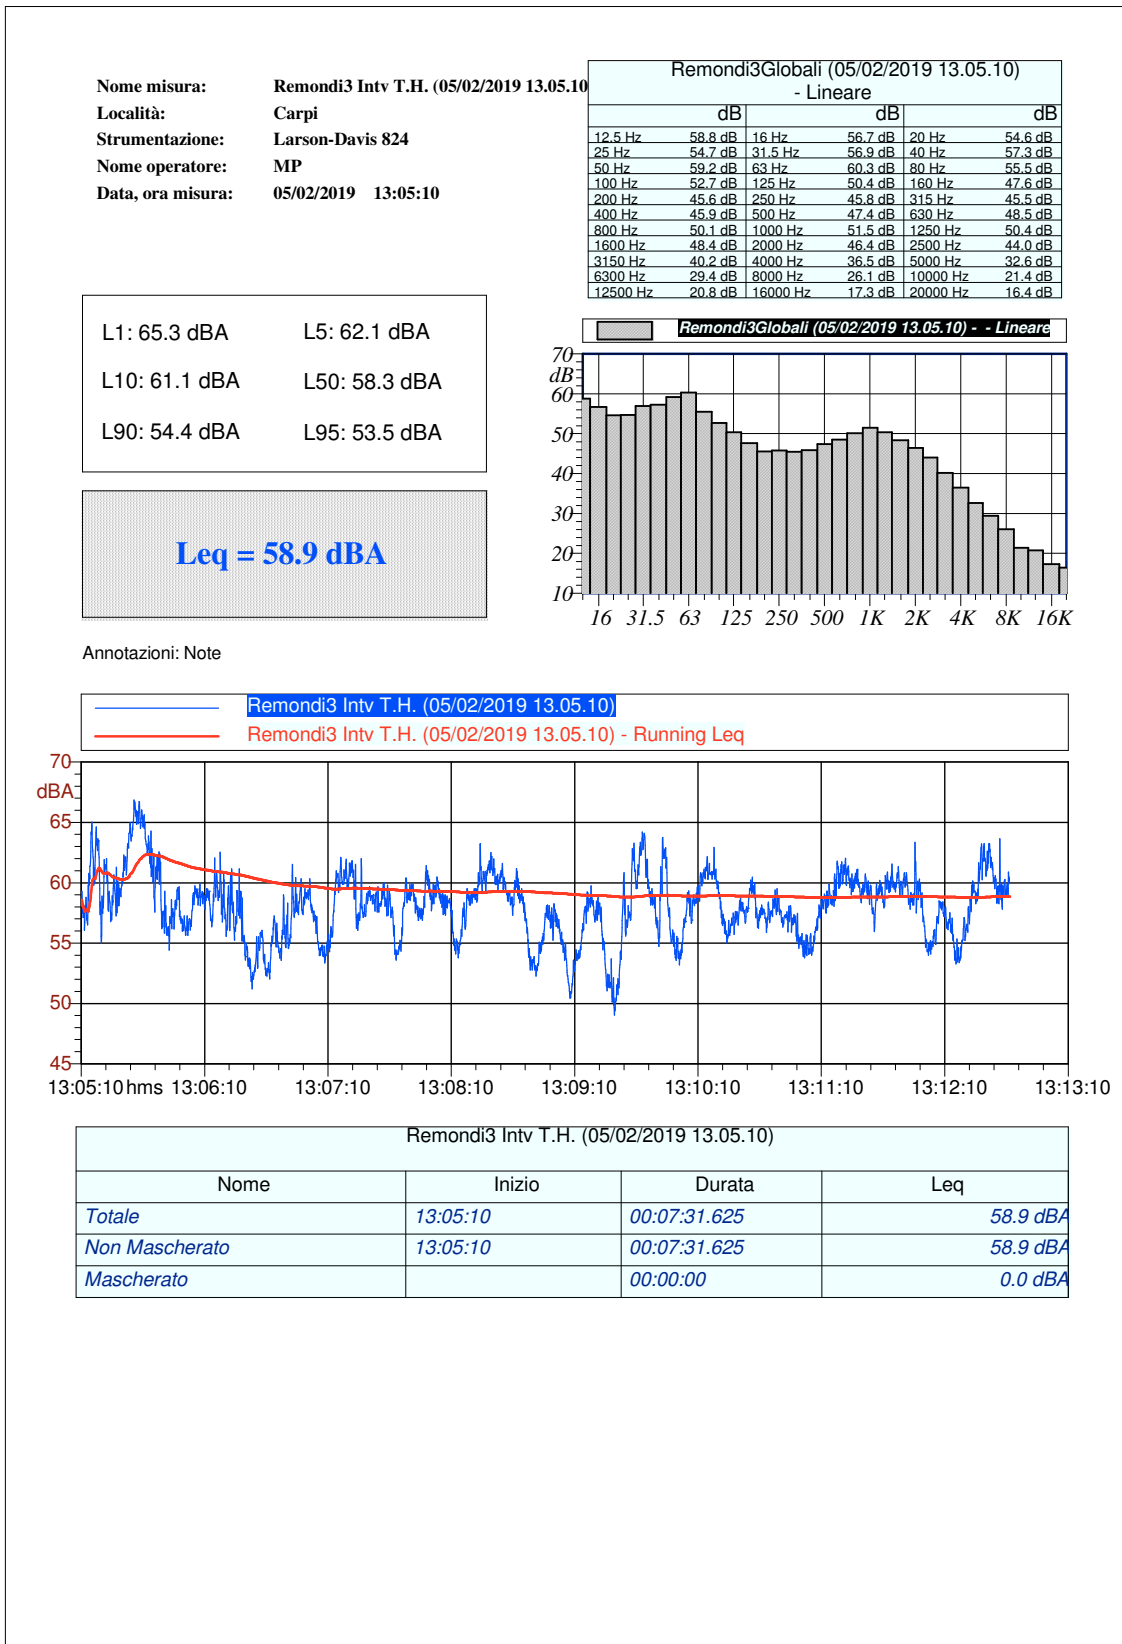 Nome misura: Remondi3 Intv T.H. (05/02/2019 13.05.10
Località: Carpi
Strumentazione: Larson-Davis 824
Nome operatore: MP
Data, ora misura: 05/02/2019 13:05:10
Remondi3Globali (05/02/2019 13.05.10)
- Lineare
dB dB dB
12.5 Hz 58.8 dB 16 Hz 56.7 dB 20 Hz 54.6 dB
25 Hz 54.7 dB 31.5 Hz 56.9 dB 40 Hz 57.3 dB
50 Hz 59.2 dB 63 Hz 60.3 dB 80 Hz 55.5 dB
100 Hz 52.7 dB 125 Hz 50.4 dB 160 Hz 47.6 dB
200 Hz 45.6 dB 250 Hz 45.8 dB 315 Hz 45.5 dB
400 Hz 45.9 dB 500 Hz 47.4 dB 630 Hz 48.5 dB
800 Hz 50.1 dB 1000 Hz 51.5 dB 1250 Hz 50.4 dB
1600 Hz 48.4 dB 2000 Hz 46.4 dB 2500 Hz 44.0 dB
3150 Hz 40.2 dB 4000 Hz 36.5 dB 5000 Hz 32.6 dB
6300 Hz 29.4 dB 8000 Hz 26.1 dB 10000 Hz 21.4 dB
12500 Hz 20.8 dB 16000 Hz 17.3 dB 20000 Hz 16.4 dB
L1: 65.3 dBA L5: 62.1 dBA
L10: 61.1 dBA L50: 58.3 dBA
L90: 54.4 dBA L95: 53.5 dBA
Leq = 58.9 dBA
Remondi3Globali (05/02/2019 13.05.10) - - Lineare
70
dB
60
50
40
30
20
10
16 31.5 63 125 250 500 1K 2K 4K 8K 16K
Annotazioni: Note
Remondi3 Intv T.H. (05/02/2019 13.05.10)
Remondi3 Intv T.H. (05/02/2019 13.05.10) - Running Leq
70
dBA
65
60
55
50
45
13:05:10 hms 13:06:10 13:07:10 13:08:10 13:09:10 13:10:10 13:11:10 13:12:10 13:13:10
Remondi3 Intv T.H. (05/02/2019 13.05.10)
Nome Inizio Durata Leq
Totale 13:05:10 00:07:31.625 58.9 dBA
Non Mascherato 13:05:10 00:07:31.625 58.9 dBA
Mascherato 00:00:00 0.0 dBA